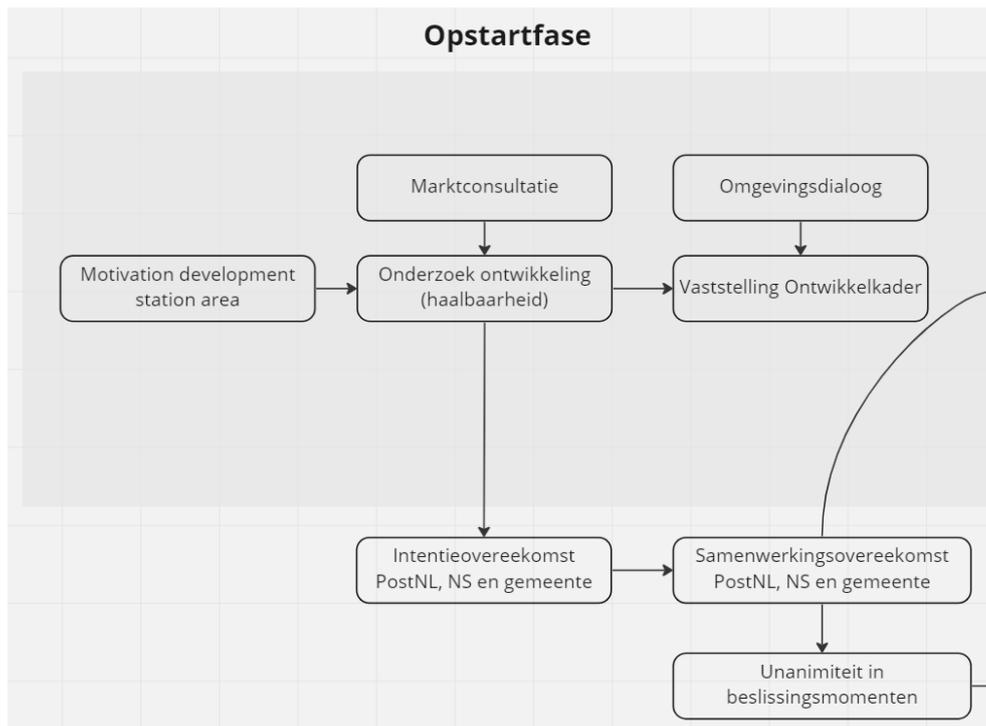 Opstartfase
Marktconsultatie
Omgevingsdialoog
Motivation development
station area
Onderzoek ontwikkeling
(haalbaarheid)
Vaststelling Ontwikkelkader
Intentieovereekomst
PostNL, NS en gemeente
Samenwerkingsovereekomst
PostNL, NS en gemeente
Unanimiteit in
beslissingsmomenten